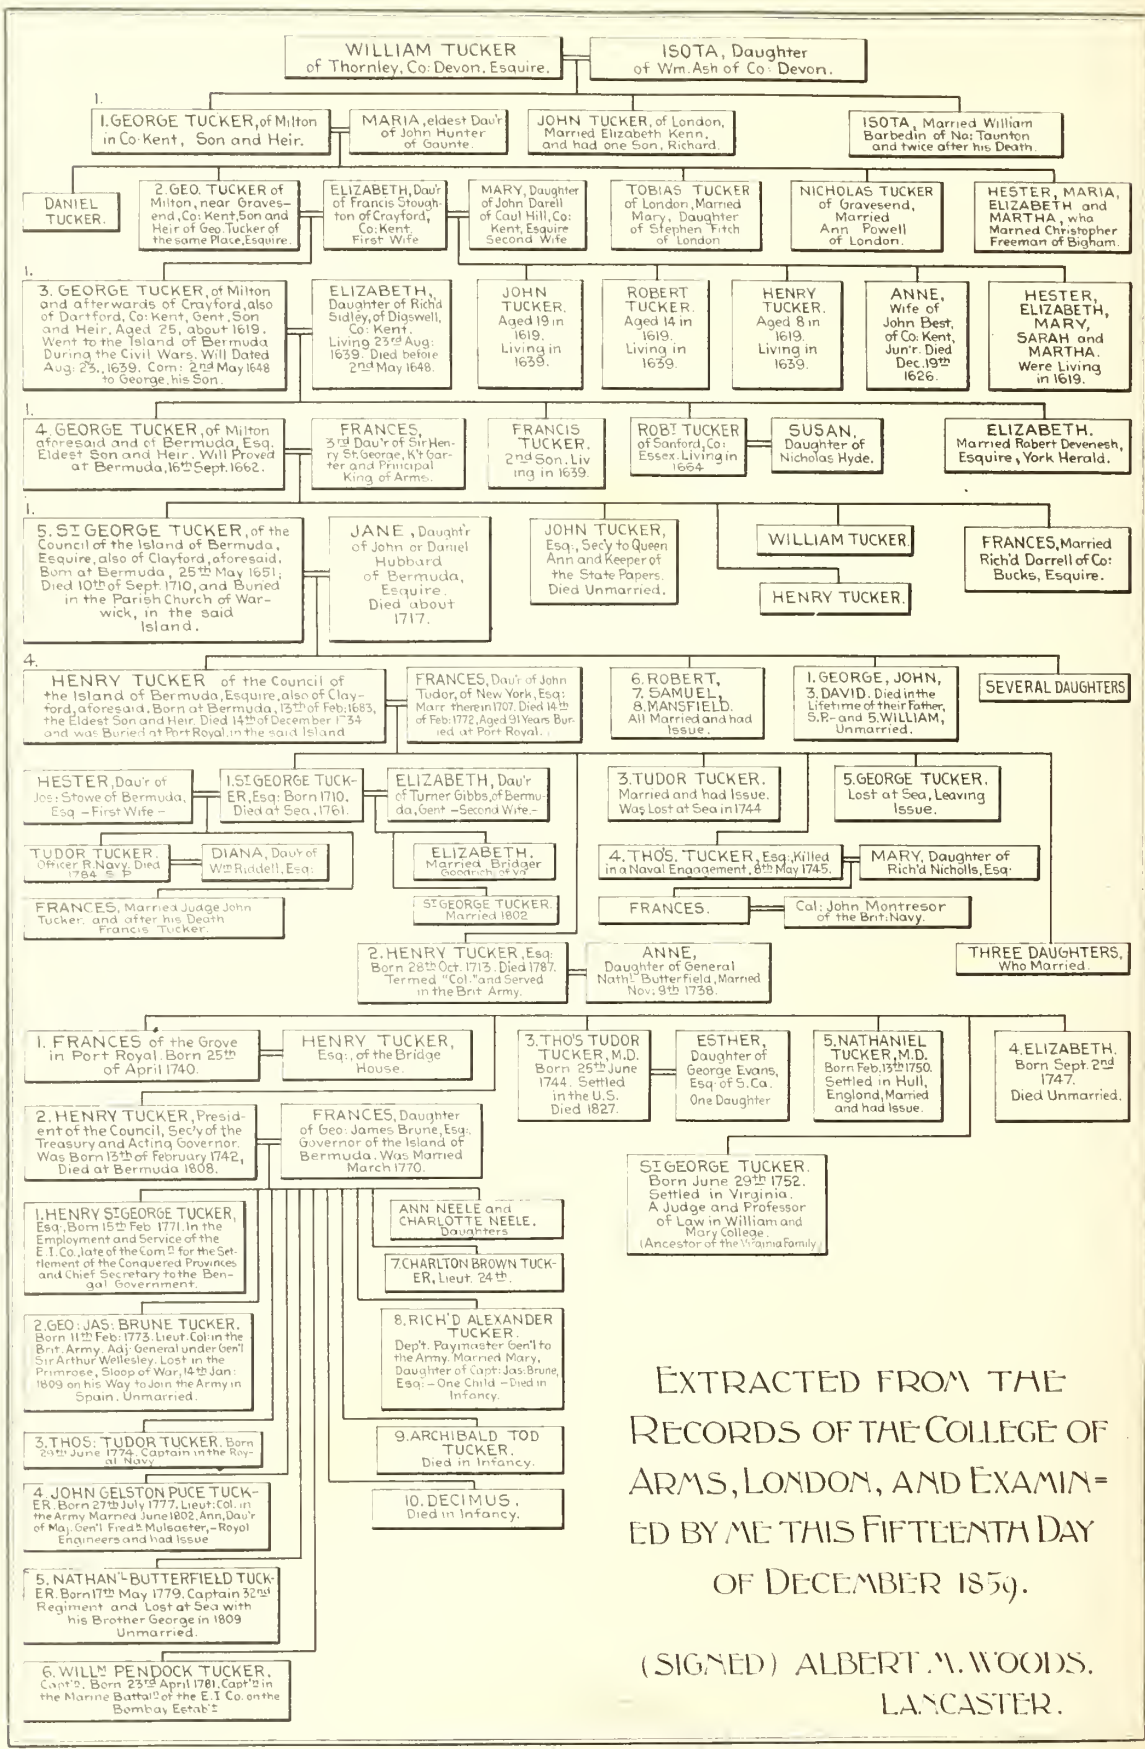 WILLIAM TUCKER
of Thornley, Co: Devon, Esquire.
ISOTA, Daughter
of Wm. Ash of Co: Devon.
1.
1. GEORGE TUCKER, of Milton
in Co: Kent, Son and Heir.
MARIA, eldest Dau'r
of John Hunter
of Gaunte.
JOHN TUCKER, of London,
Married Elizabeth Kenn,
and had one Son, Richard.
ISOTA, Married William
Barbedin of No: Taunton
and twice after his Death.
DANIEL
TUCKER.
2. GEO. TUCKER of
Milton, near Graves-
end, Co: Kent, Son and
Heir of Geo. Tucker of
the same Place, Esquire.
ELIZABETH, Dau'r
of Francis Stough-
ton of Crayford,
Co: Kent.
First Wife
MARY, Daughter
of John Darell
of Caul Hill, Co:
Kent, Esquire
Second Wife
TOBIAS TUCKER
of London, Married
Mary, Daughter
of Stephen Fitch
of London
NICHOLAS TUCKER
of Gravesend,
Married
Ann Powell
of London.
HESTER, MARIA,
ELIZABETH and
MARTHA, who
Married Christopher
Freeman of Bigham.
1.
3. GEORGE TUCKER, of Milton
and afterwards of Crayford, also
of Dartford, Co: Kent, Gent, Son
and Heir. Aged 25, about 1619.
Went to the Island of Bermuda
During the Civil Wars. Will Dated
Aug: 23., 1639. Com: 2nd May 1648
to George, his Son.
ELIZABETH,
Daughter of Rich'd
Sidley, of Digswell,
Co: Kent.
Living 23rd Aug:
1639. Died before
2nd May 1648.
JOHN
TUCKER.
Aged 19 in
1619.
Living in
1639.
ROBERT
TUCKER.
Aged 14 in
1619.
Living in
1639.
HENRY
TUCKER.
Aged 8 in
1619.
Living in
1639.
ANNE,
Wife of
John Best,
of Co: Kent,
Jun'r. Died
Dec. 19th
1626.
HESTER,
ELIZABETH,
MARY,
SARAH and
MARTHA.
Were Living
in 1619.
1.
4. GEORGE TUCKER, of Milton
aforesaid and of Bermuda, Esq.
Eldest Son and Heir. Will Proved
at Bermuda, 16th Sept. 1662.
FRANCES,
3rd Dau'r of Sir Hen-
ry St. George, K't Gar-
ter and Principal
King of Arms.
FRANCIS
TUCKER.
2nd Son. Liv
ing in 1639.
ROBT TUCKER
of Sanford, Co:
Essex. Living in
1664
SUSAN,
Daughter of
Nicholas Hyde.
ELIZABETH.
Married Robert Devenesh,
Esquire, York Herald.
1.
5. ST GEORGE TUCKER, of the
Council of the Island of Bermuda,
Esquire, also of Clayford, aforesaid.
Born at Bermuda, 25th May 1651;
Died 10th of Sept. 1710, and Buried
in the Parish Church of War-
wick, in the said
Island.
JANE, Daught'r
of John or Daniel
Hubbard
of Bermuda,
Esquire.
Died about
1717.
JOHN TUCKER,
Esq:, Sec'y to Queen
Ann and Keeper of
the State Papers.
Died Unmarried.
WILLIAM TUCKER.
HENRY TUCKER.
FRANCES, Married
Rich'd Darrell of Co:
Bucks, Esquire.
4.
HENRY TUCKER of the Council of
the Island of Bermuda, Esquire, also of Clay-
ford, aforesaid. Born at Bermuda, 13th of Feb: 1683,
the Eldest Son and Heir. Died 14th of December 1734
and was Buried at Port Royal, in the said Island
FRANCES, Dau'r of John
Tudor, of New York, Esq:
Marr there in 1707. Died 14th
of Feb: 1772, Aged 91 Years Bur-
ied at Port Royal.
6. ROBERT,
7. SAMUEL,
8. MANSFIELD.
All Married and had
Issue.
1. GEORGE, JOHN,
3. DAVID. Died in the
Lifetime of their Father,
S.P.- and 5. WILLIAM,
Unmarried.
SEVERAL DAUGHTERS
HESTER, Dau'r of
Jos: Stowe of Bermuda,
Esq - First Wife -
1. ST GEORGE TUCK-
ER, Esq: Born 1710.
Died at Sea, 1761.
ELIZABETH, Dau'r
of Turner Gibbs, of Bermu-
da, Gent - Second Wife -
3. TUDOR TUCKER.
Married and had Issue.
Was Lost at Sea in 1744
5. GEORGE TUCKER.
Lost at Sea, Leaving
Issue.
TUDOR TUCKER.
Officer R. Navy. Died
1784 S P
DIANA, Dau'r of
Wm Riddell, Esq:
ELIZABETH.
Married Bridger
Goodrich, of Va
4. THO'S. TUCKER, Esq:, Killed
in a Naval Engagement, 8th May 1745.
MARY, Daughter of
Rich'd Nicholls, Esq.
FRANCES, Married Judge John
Tucker, and after his Death
Francis Tucker.
ST GEORGE TUCKER.
Married 1802
FRANCES.
Cal: John Montresor
of the Brit: Navy.
2. HENRY TUCKER, Esq:
Born 28th Oct. 1713. Died 1787.
Termed "Col." and Served
in the Brit Army.
ANNE,
Daughter of General
Nathl Butterfield, Married
Nov: 9th 1738.
THREE DAUGHTERS,
Who Married.
1. FRANCES of the Grove
in Port Royal. Born 25th
of April 1740.
HENRY TUCKER,
Esq:, of the Bridge
House.
3. THO'S TUDOR
TUCKER, M.D.
Born 25th June
1744. Settled
in the U.S.
Died 1827.
ESTHER,
Daughter of
George Evans,
Esq of S. Ca.
One Daughter
5. NATHANIEL
TUCKER, M.D.
Born Feb. 13th 1750.
Settled in Hull,
England, Married
and had Issue.
4. ELIZABETH.
Born Sept. 2nd
1747.
Died Unmarried.
2. HENRY TUCKER, Presid-
ent of the Council, Sec'y of the
Treasury and Acting Governor.
Was Born 13th of February 1742,
Died at Bermuda 1808.
FRANCES, Daughter
of Geo: James Brune, Esq:,
Governor of the Island of
Bermuda. Was Married
March 1770.
ST GEORGE TUCKER.
Born June 29th 1752.
Settled in Virginia.
A Judge and Professor
of Law in William and
Mary College.
(Ancestor of the Virginia Family)
1. HENRY ST GEORGE TUCKER,
Esq:, Born 15th Feb 1771. In the
Employment and Service of the
E. I. Co., late of the Comn for the Set-
tlement of the Conquered Provinces
and Chief Secretary to the Ben-
gal Government.
ANN NEELE and
CHARLOTTE NEELE.
Daughters
7. CHARLTON BROWN TUCK-
ER, Lieut. 24th.
2. GEO: JAS: BRUNE TUCKER.
Born 11th Feb: 1773. Lieut. Col: in the
Brit. Army. Adj: General under Gen'l
Sir Arthur Wellesley. Lost in the
Primrose, Sloop of War, 14th Jan:
1809 on his Way to Join the Army in
Spain. Unmarried.
8. RICH'D ALEXANDER
TUCKER.
Dep't. Paymaster Gen'l to
the Army. Married Mary,
Daughter of Capt: Jas: Brune,
Esq: - One Child - Died in
Infancy.
3. THOS: TUDOR TUCKER. Born
29th June 1774. Captain in the Roy-
al Navy
9. ARCHIBALD TOD
TUCKER.
Died in Infancy.
4. JOHN GELSTON PUCE TUCK-
ER. Born 27th July 1777. Lieut: Col. in
the Army Married June 1802, Ann, Dau'r
of Maj. Gen'l Fredk Mulsaster, - Royol
Engineers and had Issue
10. DECIMUS.
Died in Infancy.
5. NATHAN'L BUTTERFIELD TUCK-
ER. Born 17th May 1779. Captain 32nd
Regiment and Lost at Sea with
his Brother George in 1809
Unmarried.
6. WILLM PENDOCK TUCKER.
Capt'n. Born 23rd April 1781. Capt'n in
the Marine Battaln of the E. I Co. on the
Bombay Estab't
EXTRACTED FROM THE
RECORDS OF THE COLLEGE OF
ARMS, LONDON, AND EXAMIN=
ED BY ME THIS FIFTEENTH DAY
OF DECEMBER 1859.
(SIGNED) ALBERT. M. WOODS.
LANCASTER.